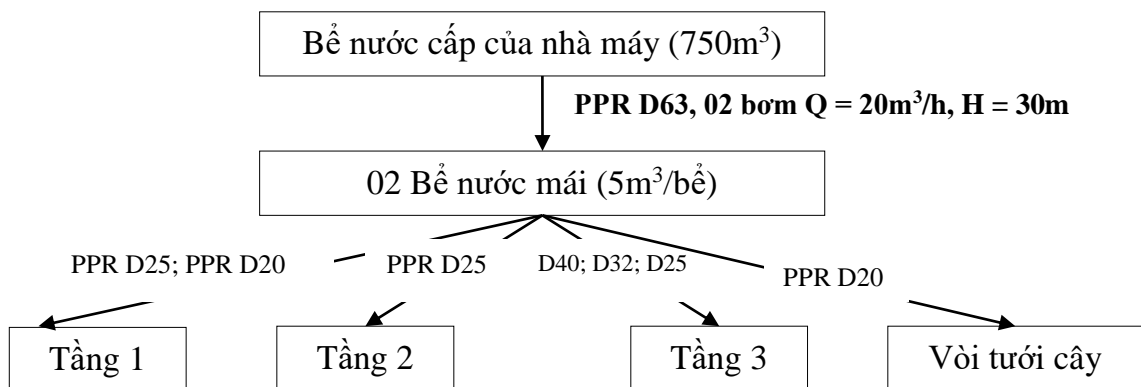 Bể nước cấp của nhà máy (750m³)
PPR D63, 02 bơm Q = 20m³/h, H = 30m
02 Bể nước mái (5m³/bể)
PPR D25; PPR D20
PPR D25
D40; D32; D25
PPR D20
Tầng 1
Tầng 2
Tầng 3
Vòi tưới cây